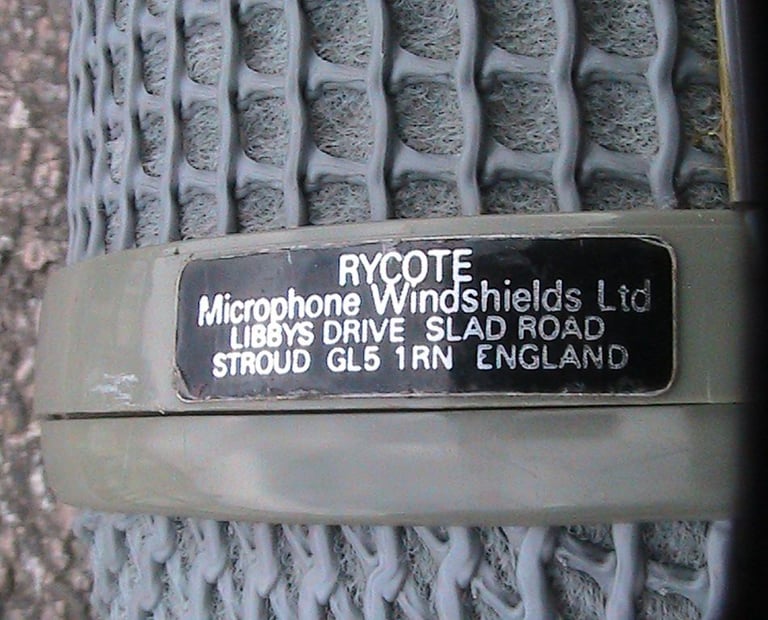 RYCOTE
Microphone Windshields Ltd
LIBBYS DRIVE SLAD ROAD
STROUD GL5 1RN ENGLAND